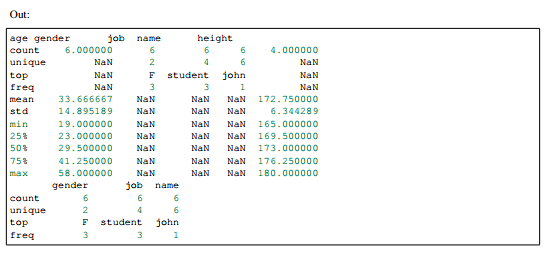 Out:
age gender job name height
count 6.000000 6 6 6 4.000000
unique NaN 2 4 6 NaN
top NaN F student john NaN
freq NaN 3 3 1 NaN
mean 33.666667 NaN NaN NaN 172.750000
std 14.895189 NaN NaN NaN 6.344289
min 19.000000 NaN NaN NaN 165.000000
25% 23.000000 NaN NaN NaN 169.500000
50% 29.500000 NaN NaN NaN 173.000000
75% 41.250000 NaN NaN NaN 176.250000
max 58.000000 NaN NaN NaN 180.000000
gender job name
count 6 6 6
unique 2 4 6
top F student john
freq 3 3 1